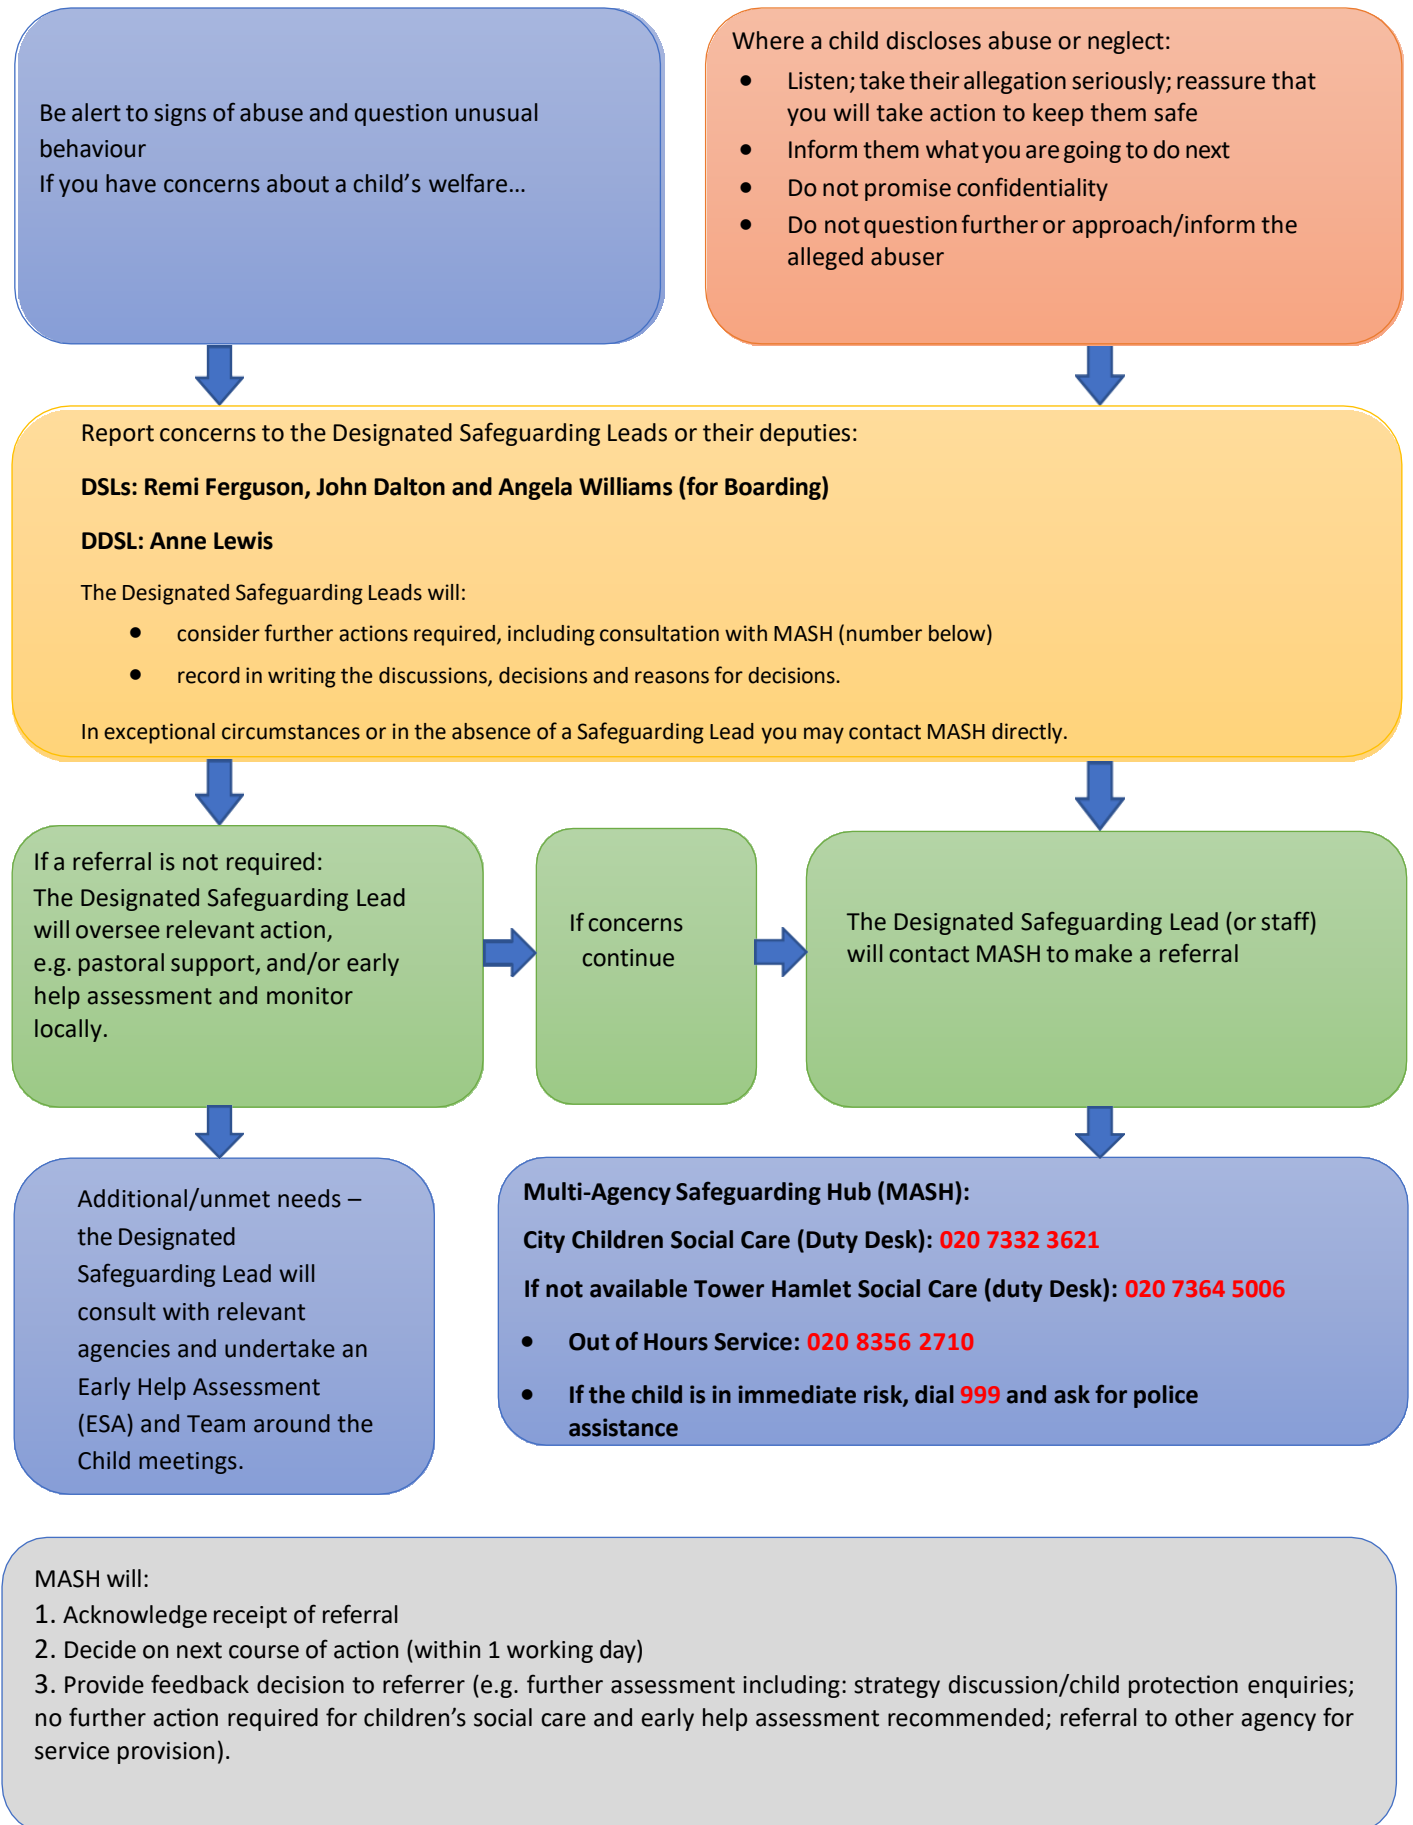 Be alert to signs of abuse and question unusual
behaviour
If you have concerns about a child’s welfare…
Where a child discloses abuse or neglect:
• Listen; take their allegation seriously; reassure that
you will take action to keep them safe
• Inform them what you are going to do next
• Do not promise confidentiality
• Do not question further or approach/inform the
alleged abuser
Report concerns to the Designated Safeguarding Leads or their deputies:
DSLs: Remi Ferguson, John Dalton and Angela Williams (for Boarding)
DDSL: Anne Lewis
The Designated Safeguarding Leads will:
• consider further actions required, including consultation with MASH (number below)
• record in writing the discussions, decisions and reasons for decisions.
In exceptional circumstances or in the absence of a Safeguarding Lead you may contact MASH directly.
If a referral is not required:
The Designated Safeguarding Lead
will oversee relevant action,
e.g. pastoral support, and/or early
help assessment and monitor
locally.
If concerns
continue
The Designated Safeguarding Lead (or staff)
will contact MASH to make a referral
Additional/unmet needs –
the Designated
Safeguarding Lead will
consult with relevant
agencies and undertake an
Early Help Assessment
(ESA) and Team around the
Child meetings.
Multi-Agency Safeguarding Hub (MASH):
City Children Social Care (Duty Desk): 020 7332 3621
If not available Tower Hamlet Social Care (duty Desk): 020 7364 5006
• Out of Hours Service: 020 8356 2710
• If the child is in immediate risk, dial 999 and ask for police
assistance
MASH will:
1. Acknowledge receipt of referral
2. Decide on next course of action (within 1 working day)
3. Provide feedback decision to referrer (e.g. further assessment including: strategy discussion/child protection enquiries;
no further action required for children’s social care and early help assessment recommended; referral to other agency for
service provision).